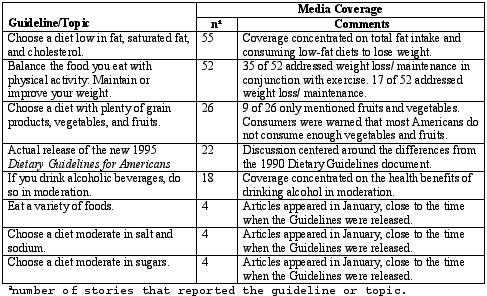 Media Coverage
Guideline/Topic nᵃ Comments
Choose a diet low in fat, saturated fat, 55 Coverage concentrated on total fat intake and
and cholesterol. consuming low-fat diets to lose weight.
Balance the food you eat with 52 35 of 52 addressed weight loss/ maintenance in
physical activity: Maintain or conjunction with exercise. 17 of 52 addressed
improve your weight. weight loss/ maintenance.
Choose a diet with plenty of grain 26 9 of 26 only mentioned fruits and vegetables.
products, vegetables, and fruits. Consumers were warned that most Americans do
not consume enough vegetables and fruits.
Actual release of the new 1995 22 Discussion centered around the differences from
Dietary Guidelines for Americans the 1990 Dietary Guidelines document.
If you drink alcoholic beverages, do 18 Coverage concentrated on the health benefits of
so in moderation. drinking alcohol in moderation.
Eat a variety of foods. 4 Articles appeared in January, close to the time
when the Guidelines were released.
Choose a diet moderate in salt and 4 Articles appeared in January, close to the time
sodium. when the Guidelines were released.
Choose a diet moderate in sugars. 4 Articles appeared in January, close to the time
when the Guidelines were released.
ᵃnumber of stories that reported the guideline or topic.